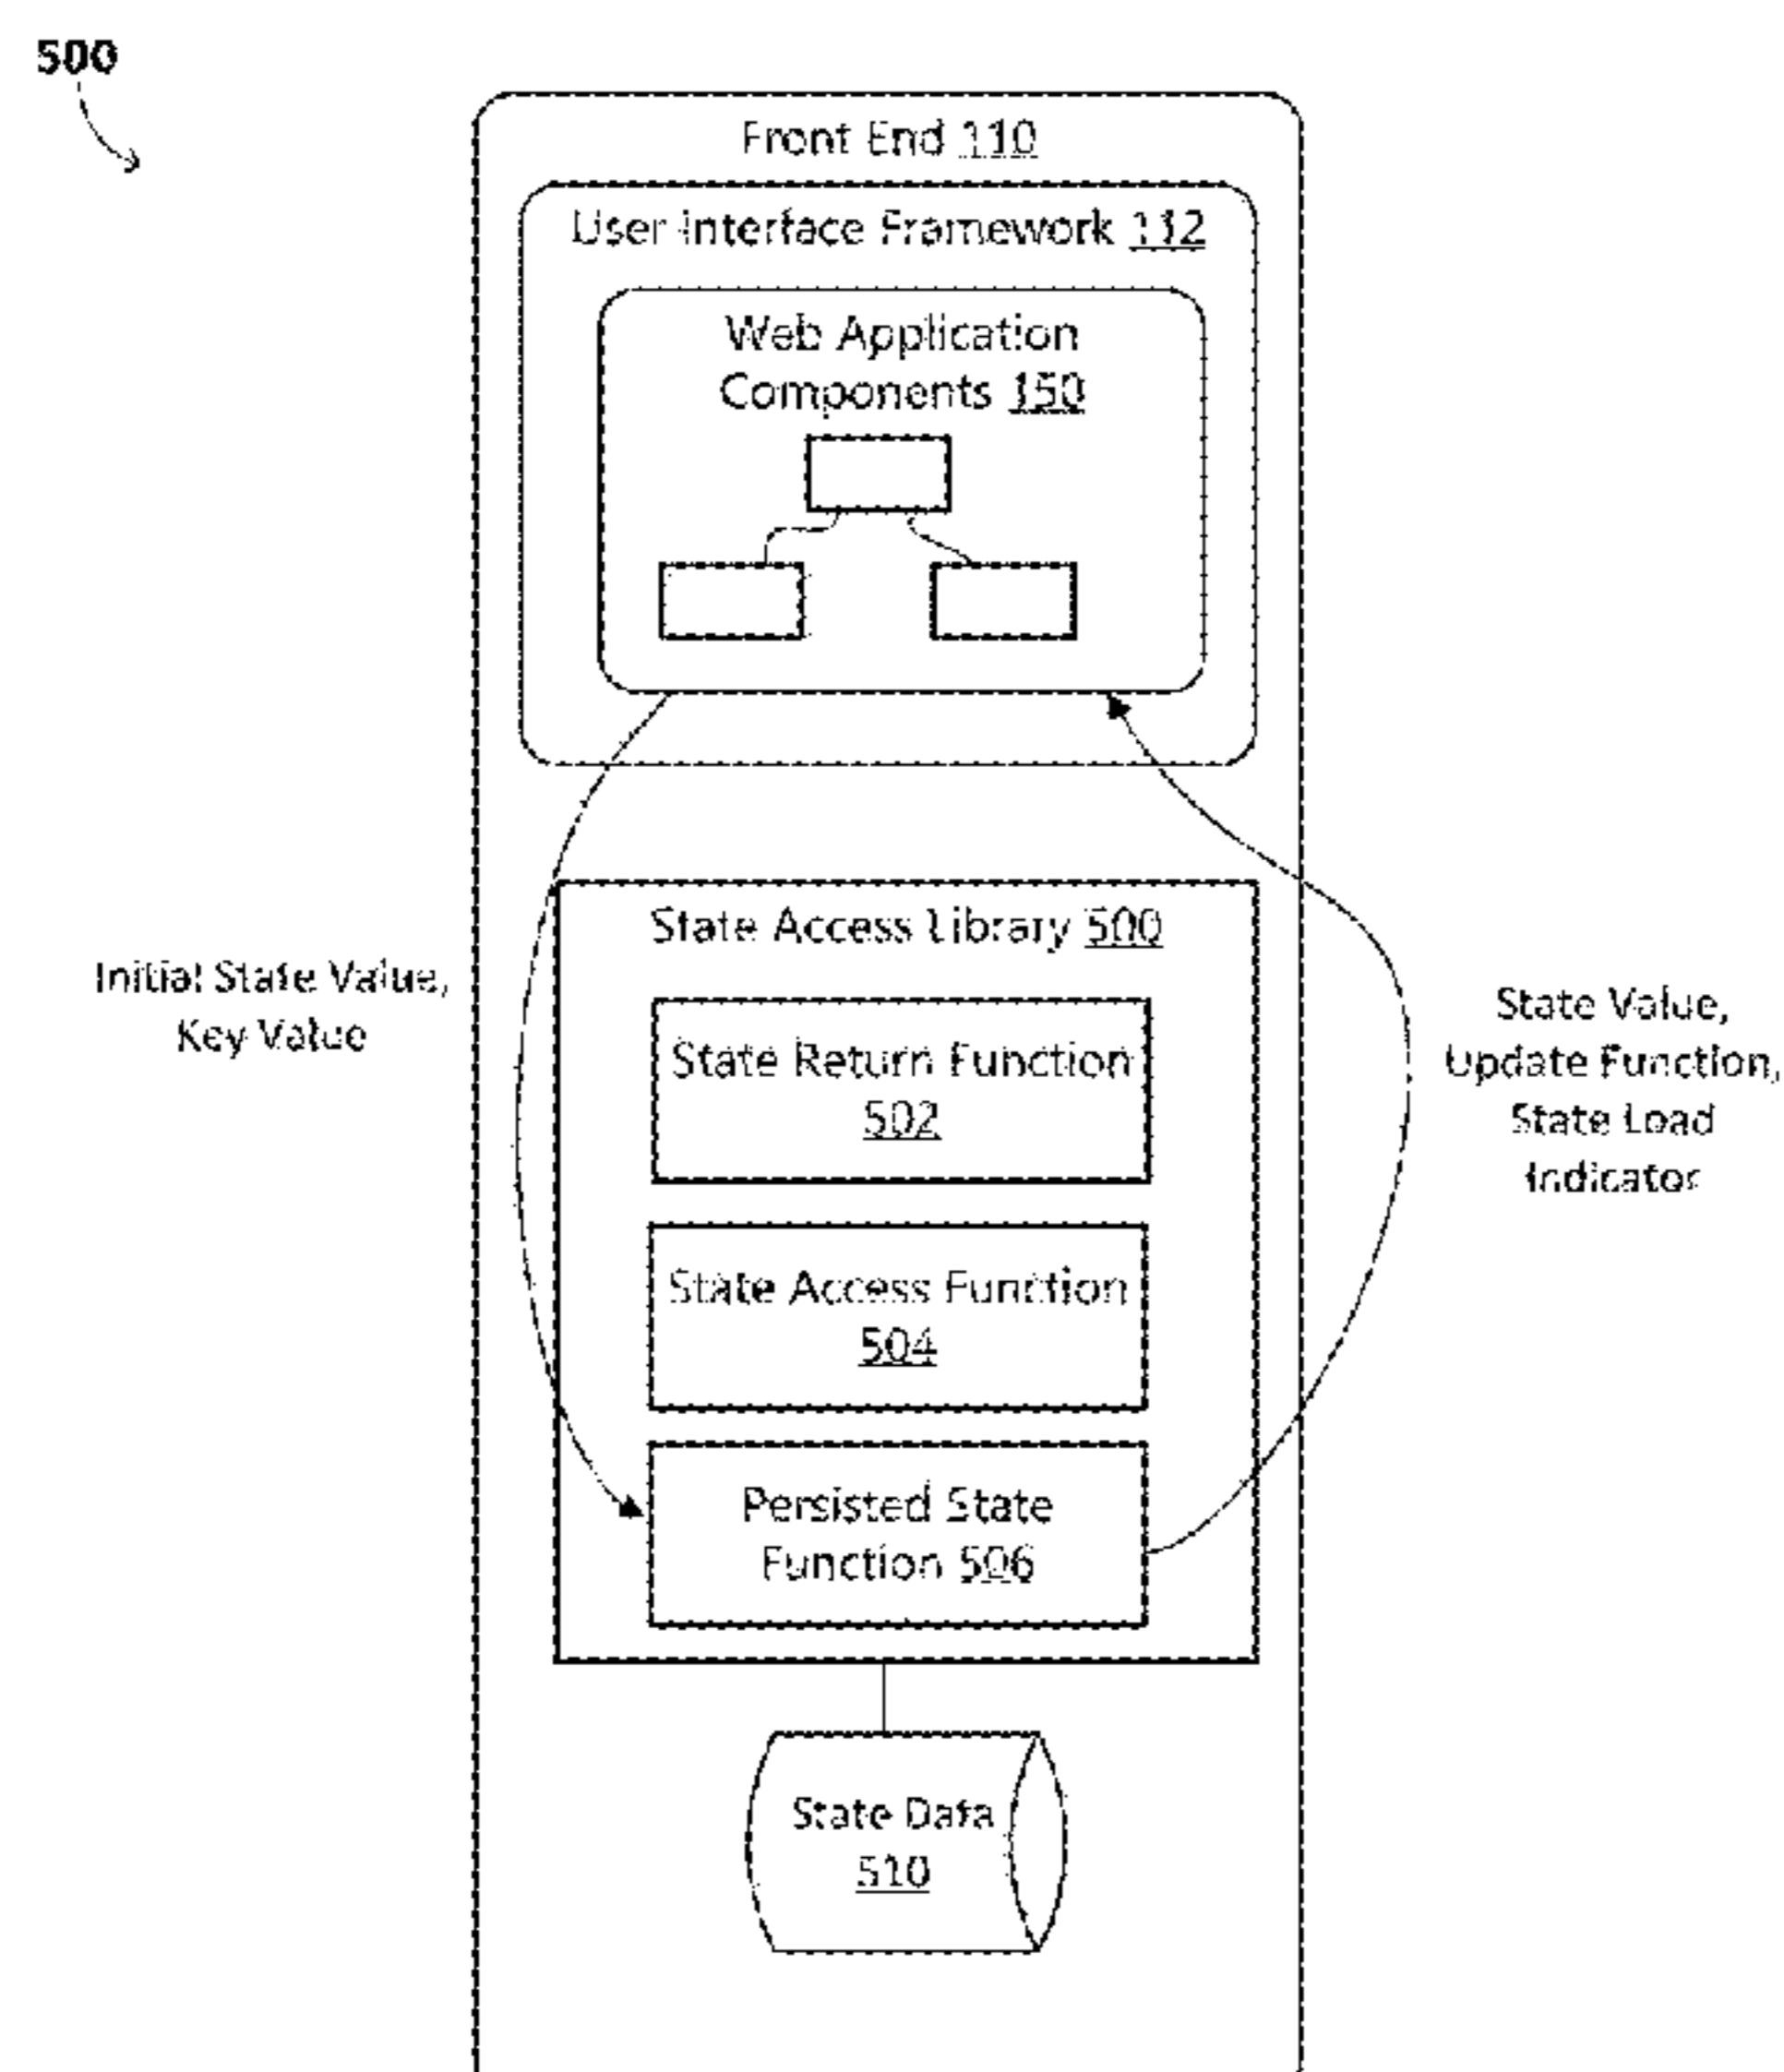 500
Front End 110
User Interface Framework 112
Web Application
Components 150
State Access Library 500
Initial State Value,
Key Value
State Value,
Update Function,
State Load
Indicator
State Return Function
502
State Access Function
504
Persisted State
Function 506
State Data
510